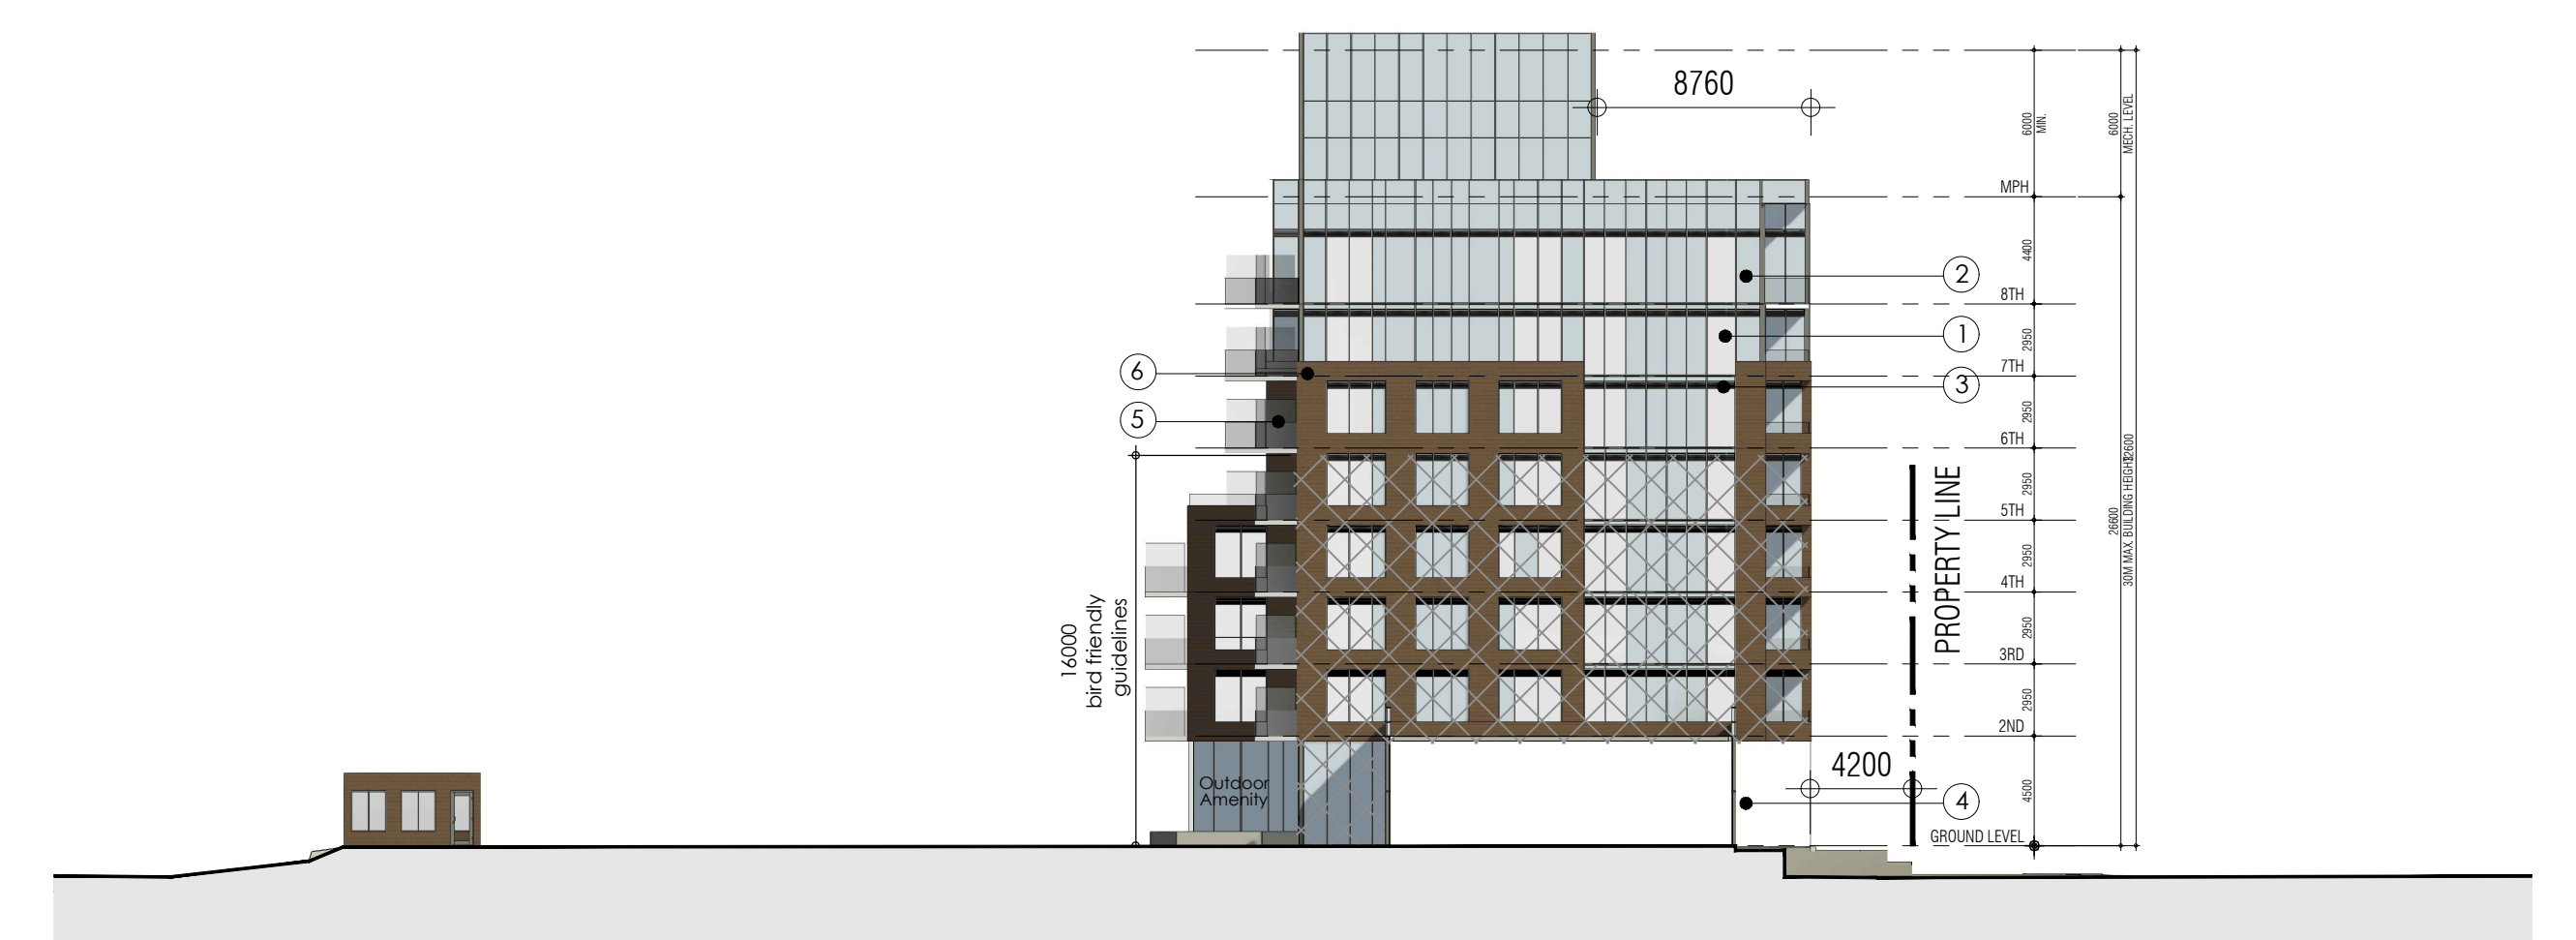 8760
6000
MIN.
6000
MECH. LEVEL
MPH
4400
2
8TH
1
2950
7TH
6
3
2950
5
6TH
2950
PROPERTY LINE
5TH
32600
30M MAX. BUILDING HEIGHT
26600
2950
4TH
16000
bird friendly
guidelines
2950
3RD
2950
2ND
4200
Outdoor
Amenity
4
4500
GROUND LEVEL